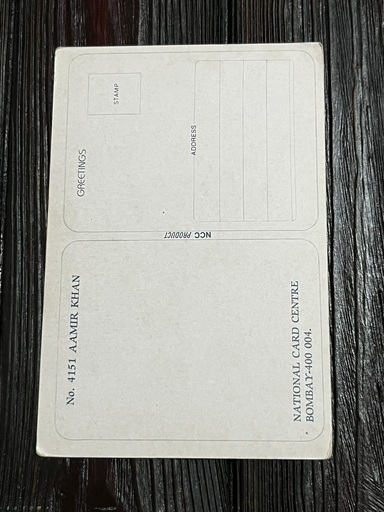 No. 4151 AAMIR KHAN
NATIONAL CARD CENTRE
BOMBAY-400 004.
NCC PRODUCT
GREETINGS
STAMP
ADDRESS